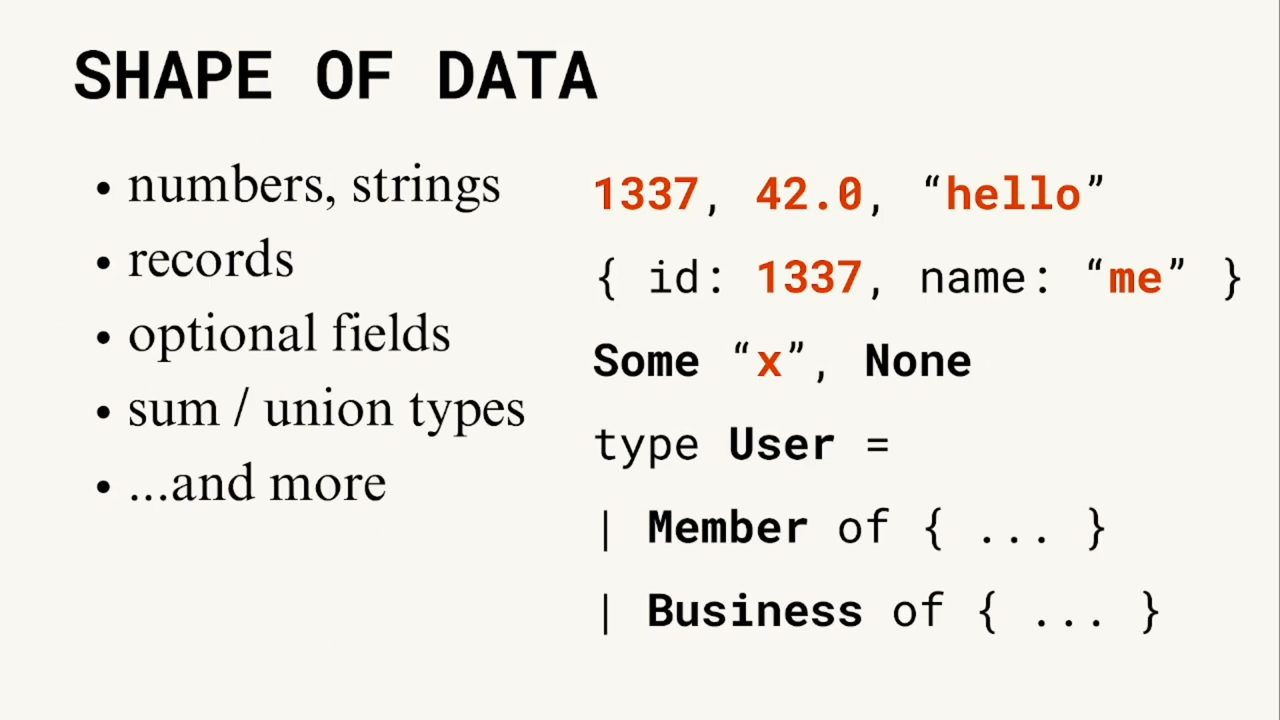 SHAPE OF DATA
• numbers, strings
• records
• optional fields
• sum / union types
• ...and more
1337, 42.0, “hello”
{ id: 1337, name: “me” }
Some “x”, None
type User =
| Member of { ... }
| Business of { ... }